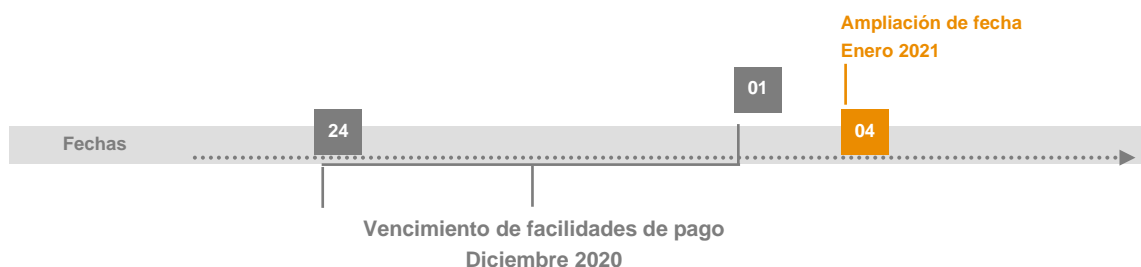 Ampliación de fecha
Enero 2021
01
24
04
Fechas
Vencimiento de facilidades de pago
Diciembre 2020